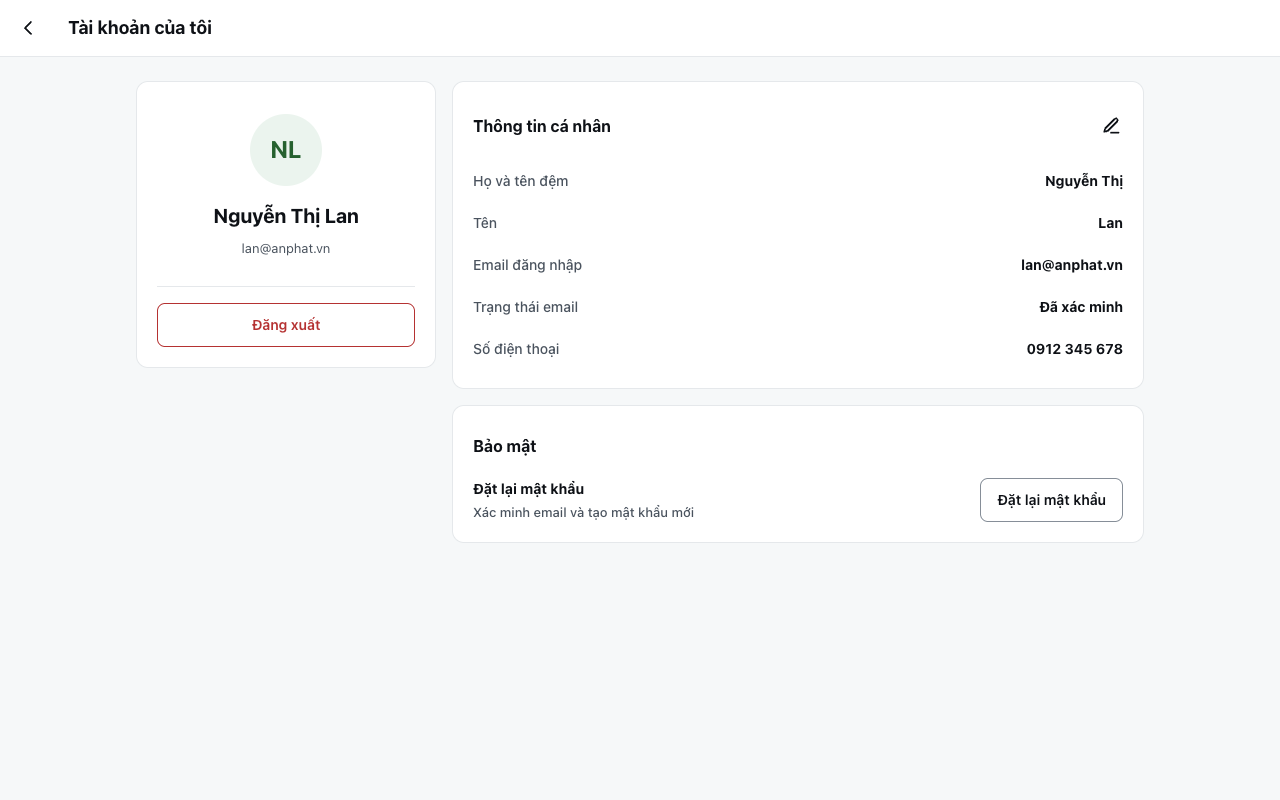 Tài khoản của tôi
NL
Nguyễn Thị Lan
lan@anphat.vn
Đăng xuất
Thông tin cá nhân
Họ và tên đệm Nguyễn Thị
Tên Lan
Email đăng nhập lan@anphat.vn
Trạng thái email Đã xác minh
Số điện thoại 0912 345 678
Bảo mật
Đặt lại mật khẩu
Xác minh email và tạo mật khẩu mới
Đặt lại mật khẩu